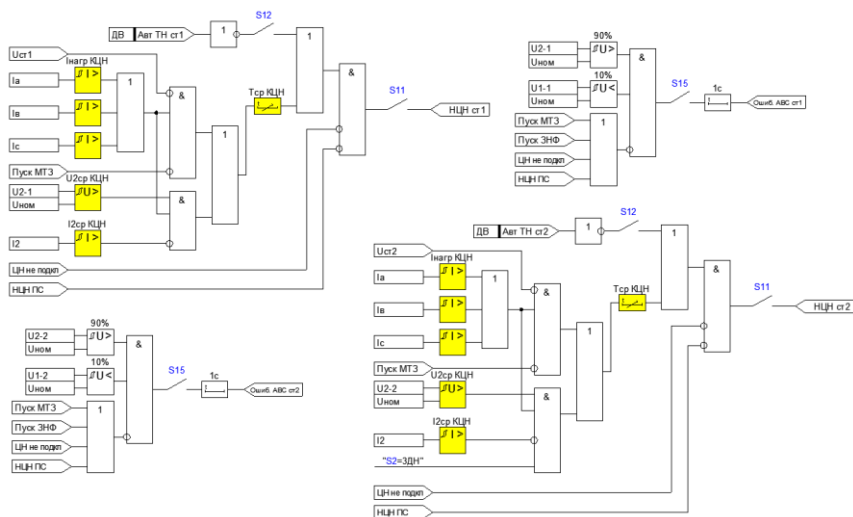 S12
ДВ Авт ТН ст1
1
1
Uст1
Iнагр КЦН
Iа
I >
1
&
Tср КЦН
&
Iв
I >
S11
НЦН ст1
Iс
I >
1
Пуск МТЗ
U2ср КЦН
U2-1
Uном
U >
&
I2ср КЦН
I2
I >
ЦН не подкл
НЦН ПС
90%
U2-1
Uном
U >
&
10%
U1-1
Uном
U <
S15
1с
Ошиб. АВС ст1
Пуск МТЗ
1
Пуск ЗНФ
ЦН не подкл
НЦН ПС
90%
U2-2
Uном
U >
&
10%
U1-2
Uном
U <
S15
1с
Ошиб. АВС ст2
Пуск МТЗ
1
Пуск ЗНФ
ЦН не подкл
НЦН ПС
S12
ДВ Авт ТН ст2
1
1
Uст2
Iнагр КЦН
Iа
I >
1
&
Tср КЦН
&
Iв
I >
S11
НЦН ст2
Iс
I >
1
Пуск МТЗ
U2ср КЦН
U2-2
Uном
U >
&
I2ср КЦН
I2
I >
"S2=ЗДН"
ЦН не подкл
НЦН ПС